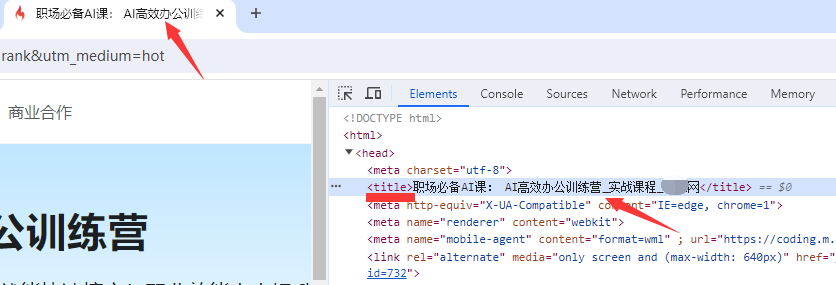 职场必备AI课： AI高效办公训
rank&utm_medium=hot
商业合作
公训练营
Elements Console Sources Network Performance Memory
<!DOCTYPE html>
<html>
<head>
<meta charset="utf-8">
<title>职场必备AI课： AI高效办公训练营_实战课程_ 网</title> == $0
<meta http-equiv="X-UA-Compatible" content="IE=edge, chrome=1">
<meta name="renderer" content="webkit">
<meta name="mobile-agent" content="format=wml" ; url="https://coding.m.
<link rel="alternate" media="only screen and (max-width: 640px)" href="
id=732">